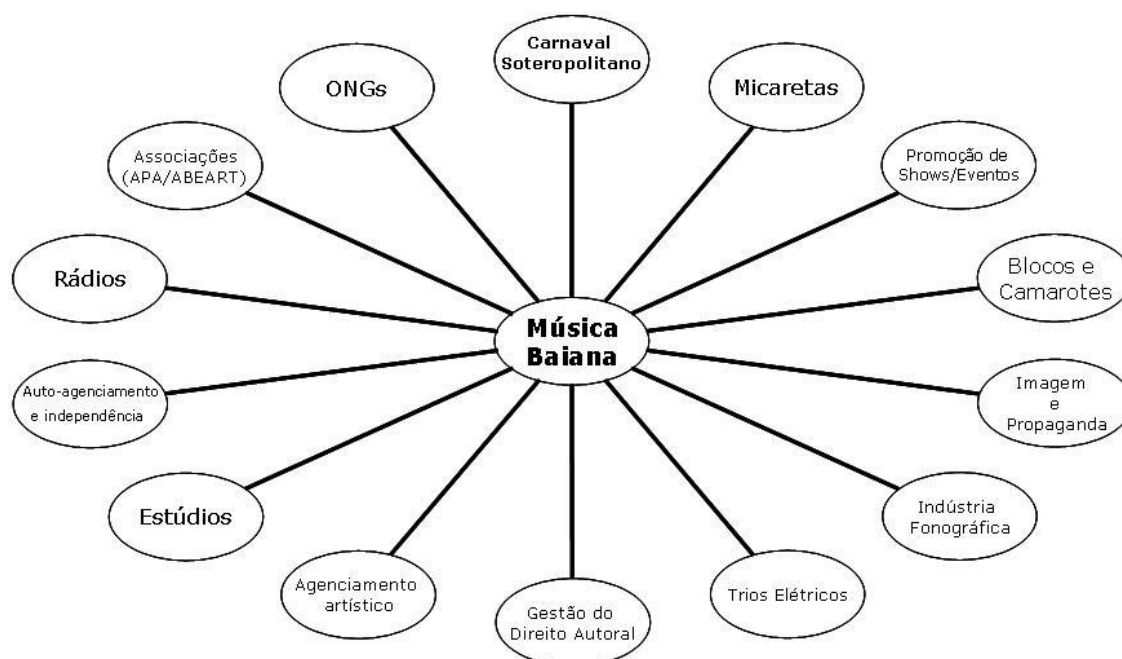 Carnaval
Soteropolitano
ONGs
Micaretas
Associações
(APA/ABEART)
Promoção de
Shows/Eventos
Rádios
Blocos e
Camarotes
Música
Baiana
Auto-agenciamento
e independência
Imagem
e
Propaganda
Estúdios
Indústria
Fonográfica
Agenciamento
artístico
Trios Elétricos
Gestão do
Direito Autoral